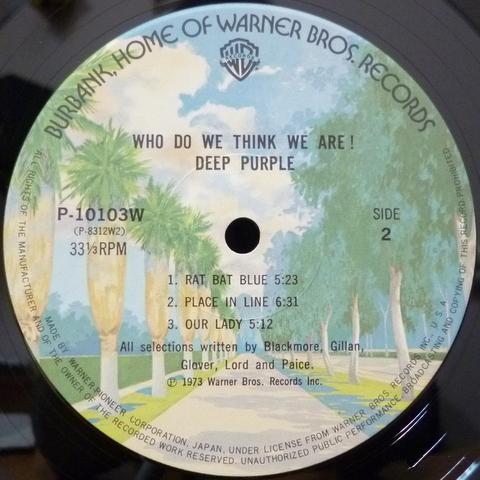 BURBANK, HOME OF WARNER BROS. RECORDS
WB
RECORDS
WHO DO WE THINK WE ARE!
DEEP PURPLE
P-10103W
(P-8312W2)
33⅓RPM
SIDE
2
1. RAT BAT BLUE 5:23
2. PLACE IN LINE 6:31
3. OUR LADY 5:12
All selections written by Blackmore, Gillan,
Glover, Lord and Paice.
℗ 1973 Warner Bros. Records Inc.
MADE BY WARNER-PIONEER CORPORATION, JAPAN, UNDER LICENSE FROM WARNER BROS. RECORDS INC., U.S.A.
ALL RIGHTS OF THE MANUFACTURER AND OF THE OWNER OF THE RECORDED WORK RESERVED. UNAUTHORIZED PUBLIC PERFORMANCE, BROADCASTING AND COPYING OF THIS RECORD PROHIBITED.